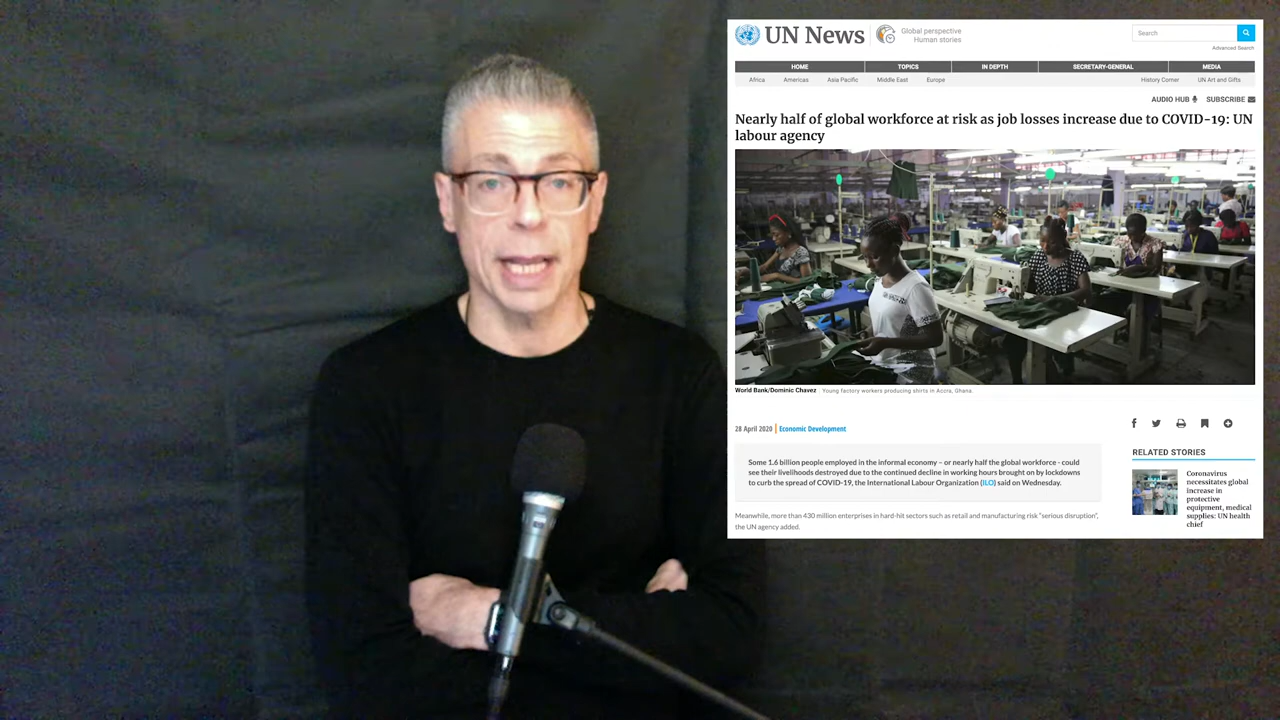 UN News
Global perspective
Human stories
Search
Advanced Search
HOME
TOPICS
IN DEPTH
SECRETARY-GENERAL
MEDIA
Africa
Americas
Asia Pacific
Middle East
Europe
History Corner
UN Art and Gifts
AUDIO HUB
SUBSCRIBE
Nearly half of global workforce at risk as job losses increase due to COVID-19: UN
labour agency
World Bank/Dominic Chavez Young factory workers producing shirts in Accra, Ghana.
28 April 2020 | Economic Development
Some 1.6 billion people employed in the informal economy – or nearly half the global workforce - could
see their livelihoods destroyed due to the continued decline in working hours brought on by lockdowns
to curb the spread of COVID-19, the International Labour Organization (ILO) said on Wednesday.
Meanwhile, more than 430 million enterprises in hard-hit sectors such as retail and manufacturing risk "serious disruption",
the UN agency added.
RELATED STORIES
Coronavirus
necessitates global
increase in
protective
equipment, medical
supplies: UN health
chief